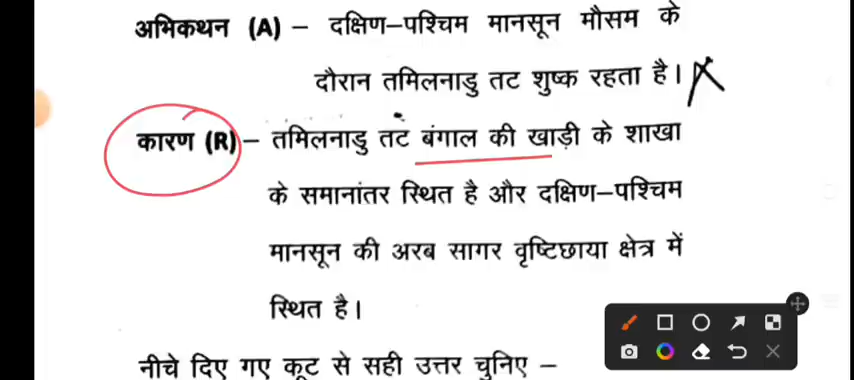 अभिकथन (A) – दक्षिण–पश्चिम मानसून मौसम के
दौरान तमिलनाडु तट शुष्क रहता है।
कारण (R) – तमिलनाडु तट बंगाल की खाड़ी के शाखा
के समानांतर स्थित है और दक्षिण–पश्चिम
मानसून की अरब सागर वृष्टिछाया क्षेत्र में
स्थित है।
नीचे दिए गए कूट से सही उत्तर चुनिए –